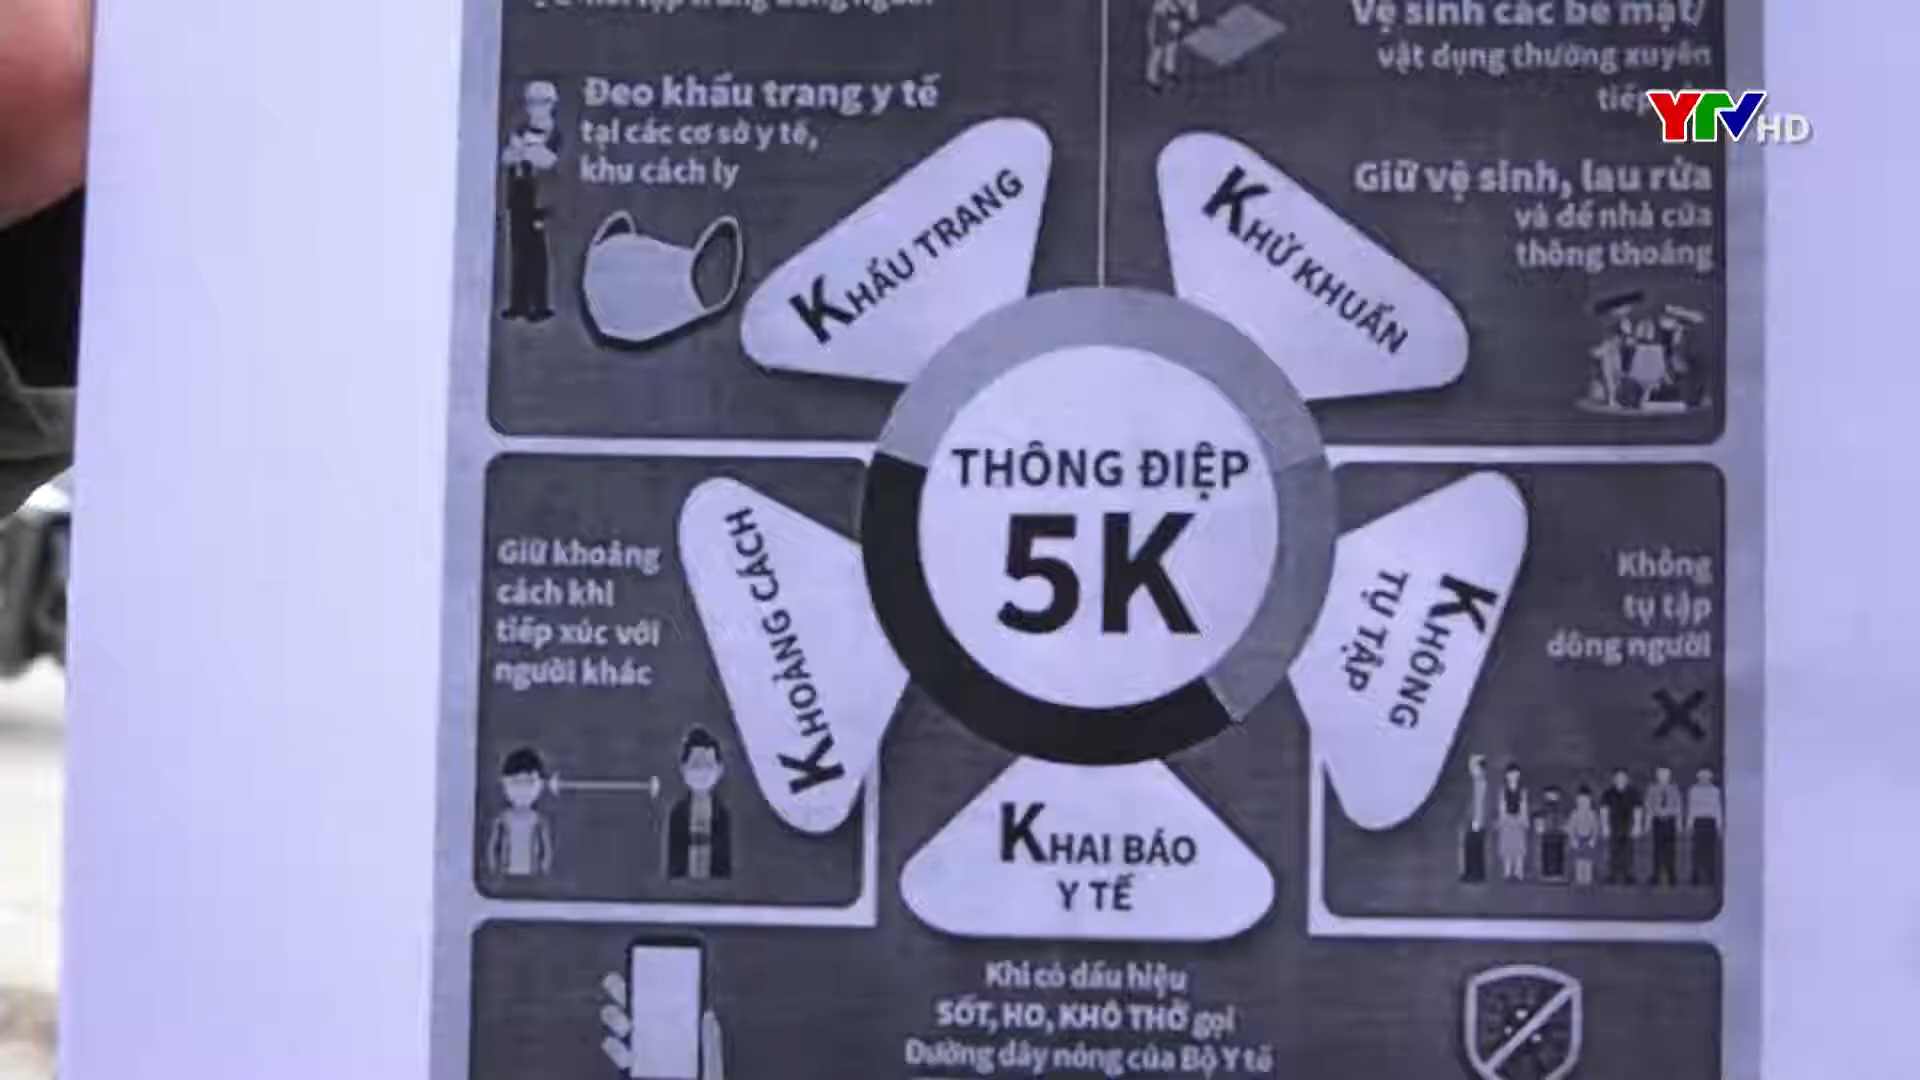 Vệ sinh các bề mặt/
vật dụng thường xuyên
YTV HD
Đeo khẩu trang y tế
tại các cơ sở y tế,
khu cách ly
Giữ vệ sinh, lau rửa
và để nhà cửa
thông thoáng
KHẨU TRANG
KHỬ KHUẨN
THÔNG ĐIỆP
5K
Giữ khoảng
cách khi
tiếp xúc với
người khác
KHOẢNG CÁCH
KHÔNG
TỤ TẬP
Không
tụ tập
đông người
KHAI BÁO
Y TẾ
Khi có dấu hiệu
SỐT, HO, KHÓ THỞ gọi
Đường dây nóng của Bộ Y tế